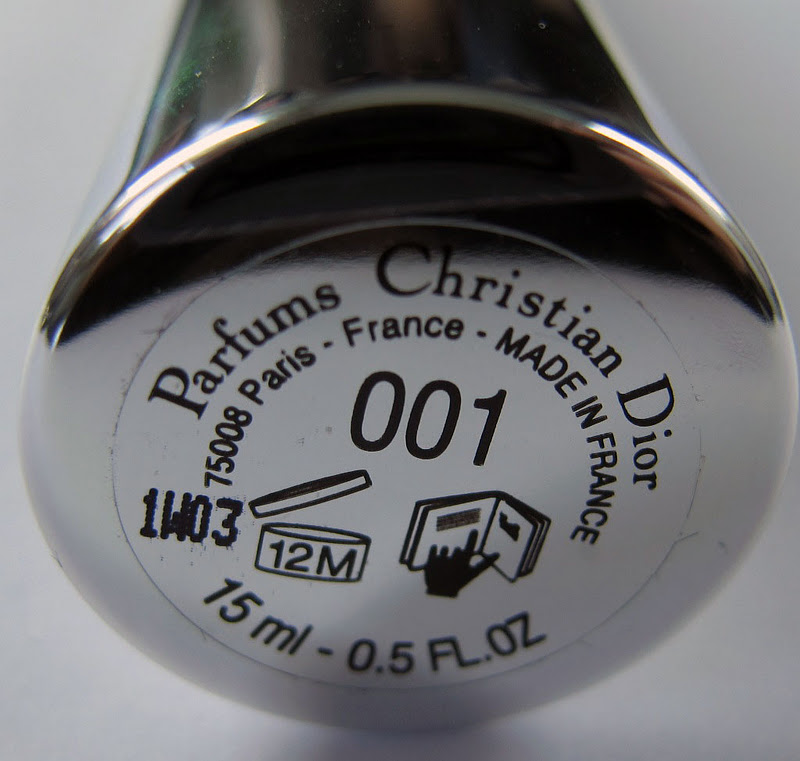 Parfums Christian Dior
75008 Paris - France - MADE IN FRANCE
001
1W03
12M
15 ml - 0.5 FL.OZ